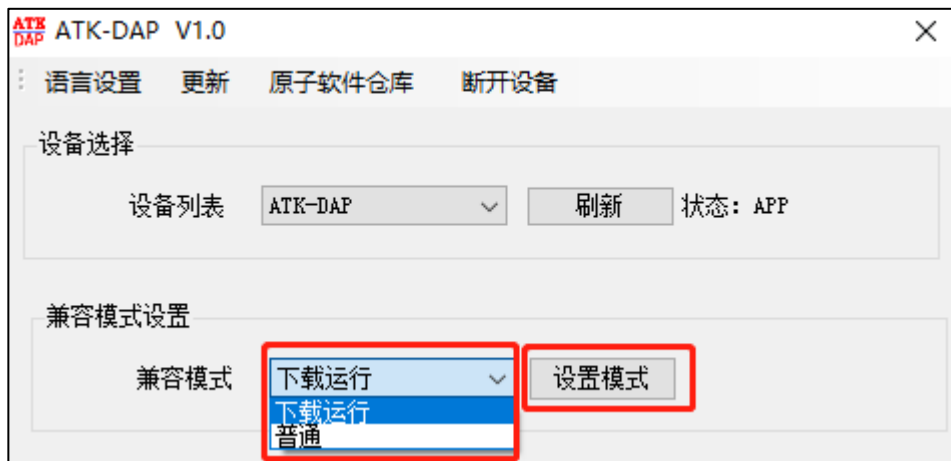 ATK DAP ATK-DAP V1.0
语言设置 更新 原子软件仓库 断开设备
设备选择
设备列表 ATK-DAP 刷新 状态: APP
兼容模式设置
兼容模式 下载运行 设置模式
下载运行
普通